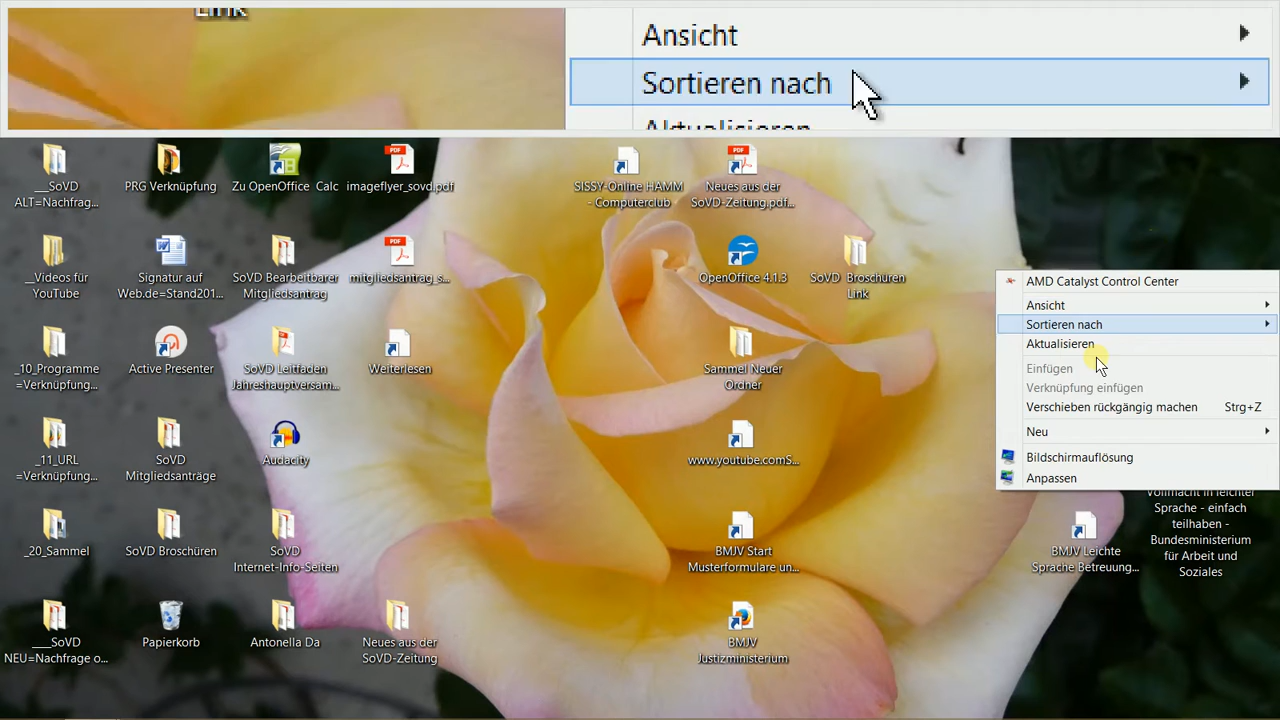 Link
Ansicht
Sortieren nach
Aktualisieren
___SoVD
ALT=Nachfrag...
PRG Verknüpfung
Zu OpenOffice Calc
imageflyer_sovd.pdf
SISSY-Online HAMM
- Computerclub
Neues aus der
SoVD-Zeitung.pdf...
__Videos für
YouTube
Signatur auf
Web.de=Stand201...
SoVD Bearbeitbarer
Mitgliedsantrag
mitgliedsantrag_s...
OpenOffice 4.1.3
SoVD Broschüren
Link
_10_Programme
=Verknüpfung...
Active Presenter
SoVD Leitfaden
Jahreshauptversam...
Weiterlesen
Sammel Neuer
Ordner
_11_URL
=Verknüpfung...
SoVD
Mitgliedsanträge
Audacity
www.youtube.comS...
_20_Sammel
SoVD Broschüren
SoVD
Internet-Info-Seiten
BMJV Start
Musterformulare un...
BMJV Leichte
Sprache Betreuung...
___SoVD
NEU=Nachfrage o...
Papierkorb
Antonella Da
Neues aus der
SoVD-Zeitung
BMJV
Justizministerium
AMD Catalyst Control Center
Ansicht
Sortieren nach
Aktualisieren
Einfügen
Verknüpfung einfügen
Verschieben rückgängig machen Strg+Z
Neu
Bildschirmauflösung
Anpassen
Vollmacht in leichter
Sprache - einfach
teilhaben -
Bundesministerium
für Arbeit und
Soziales